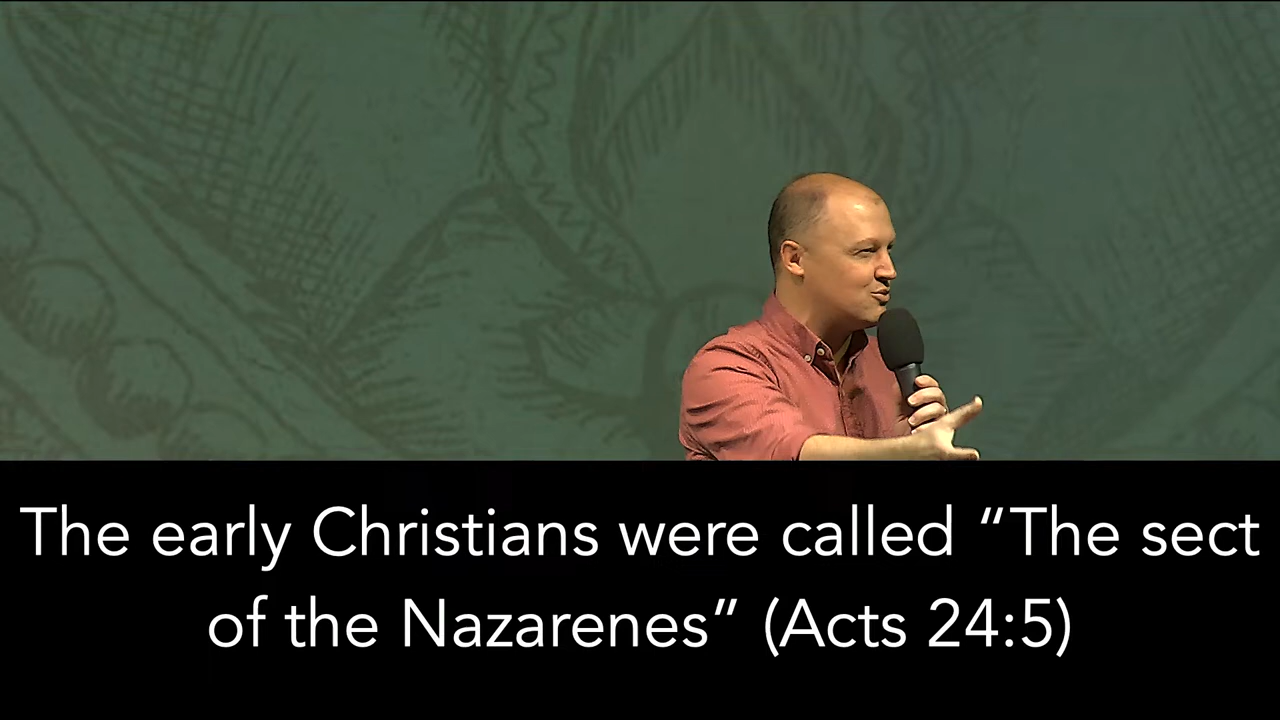 The early Christians were called “The sect
of the Nazarenes” (Acts 24:5)